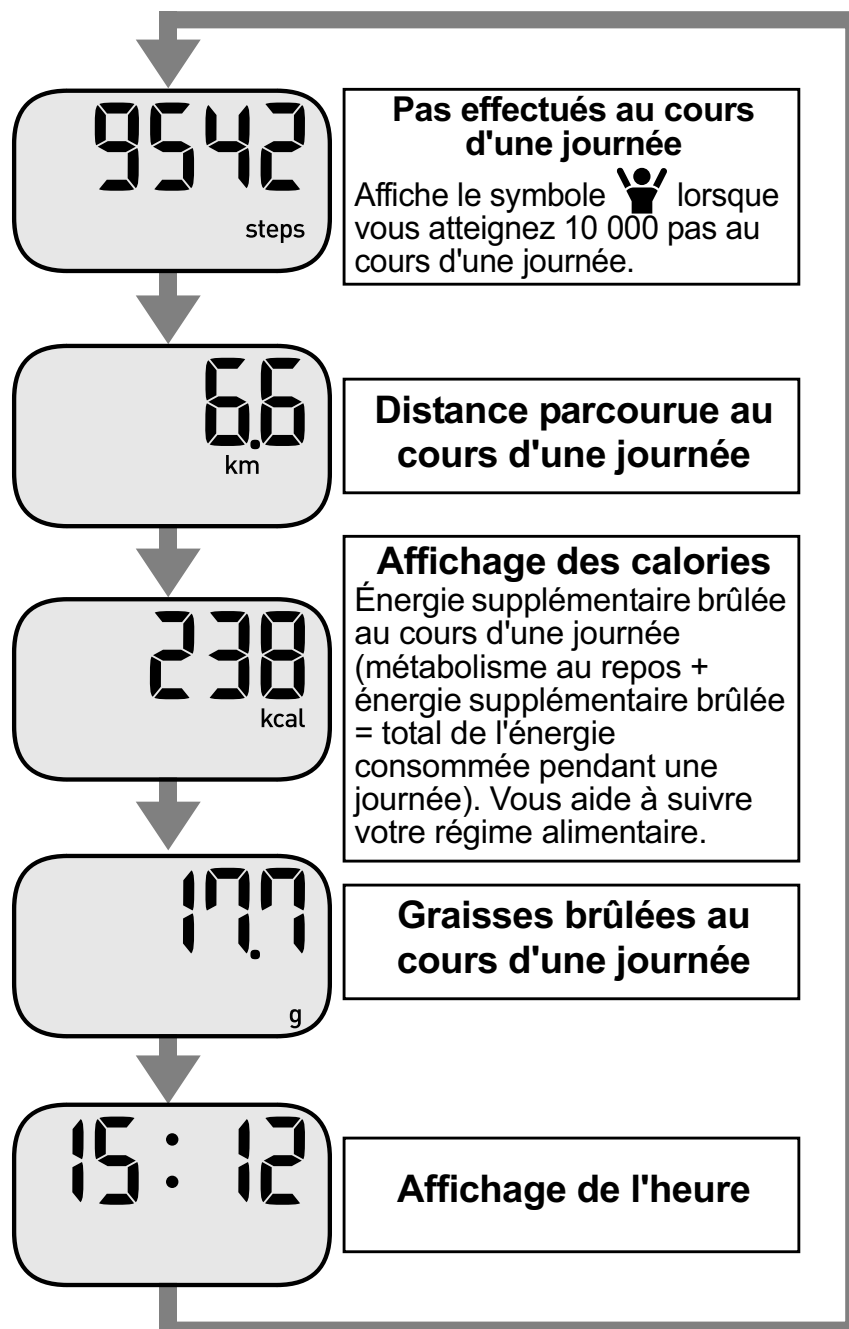 9542
steps
Pas effectués au cours
d'une journée
Affiche le symbole lorsque
vous atteignez 10 000 pas au
cours d'une journée.
6.6
km
Distance parcourue au
cours d'une journée
238
kcal
Affichage des calories
Énergie supplémentaire brûlée
au cours d'une journée
(métabolisme au repos +
énergie supplémentaire brûlée
= total de l'énergie
consommée pendant une
journée). Vous aide à suivre
votre régime alimentaire.
17.7
g
Graisses brûlées au
cours d'une journée
15:12
Affichage de l'heure